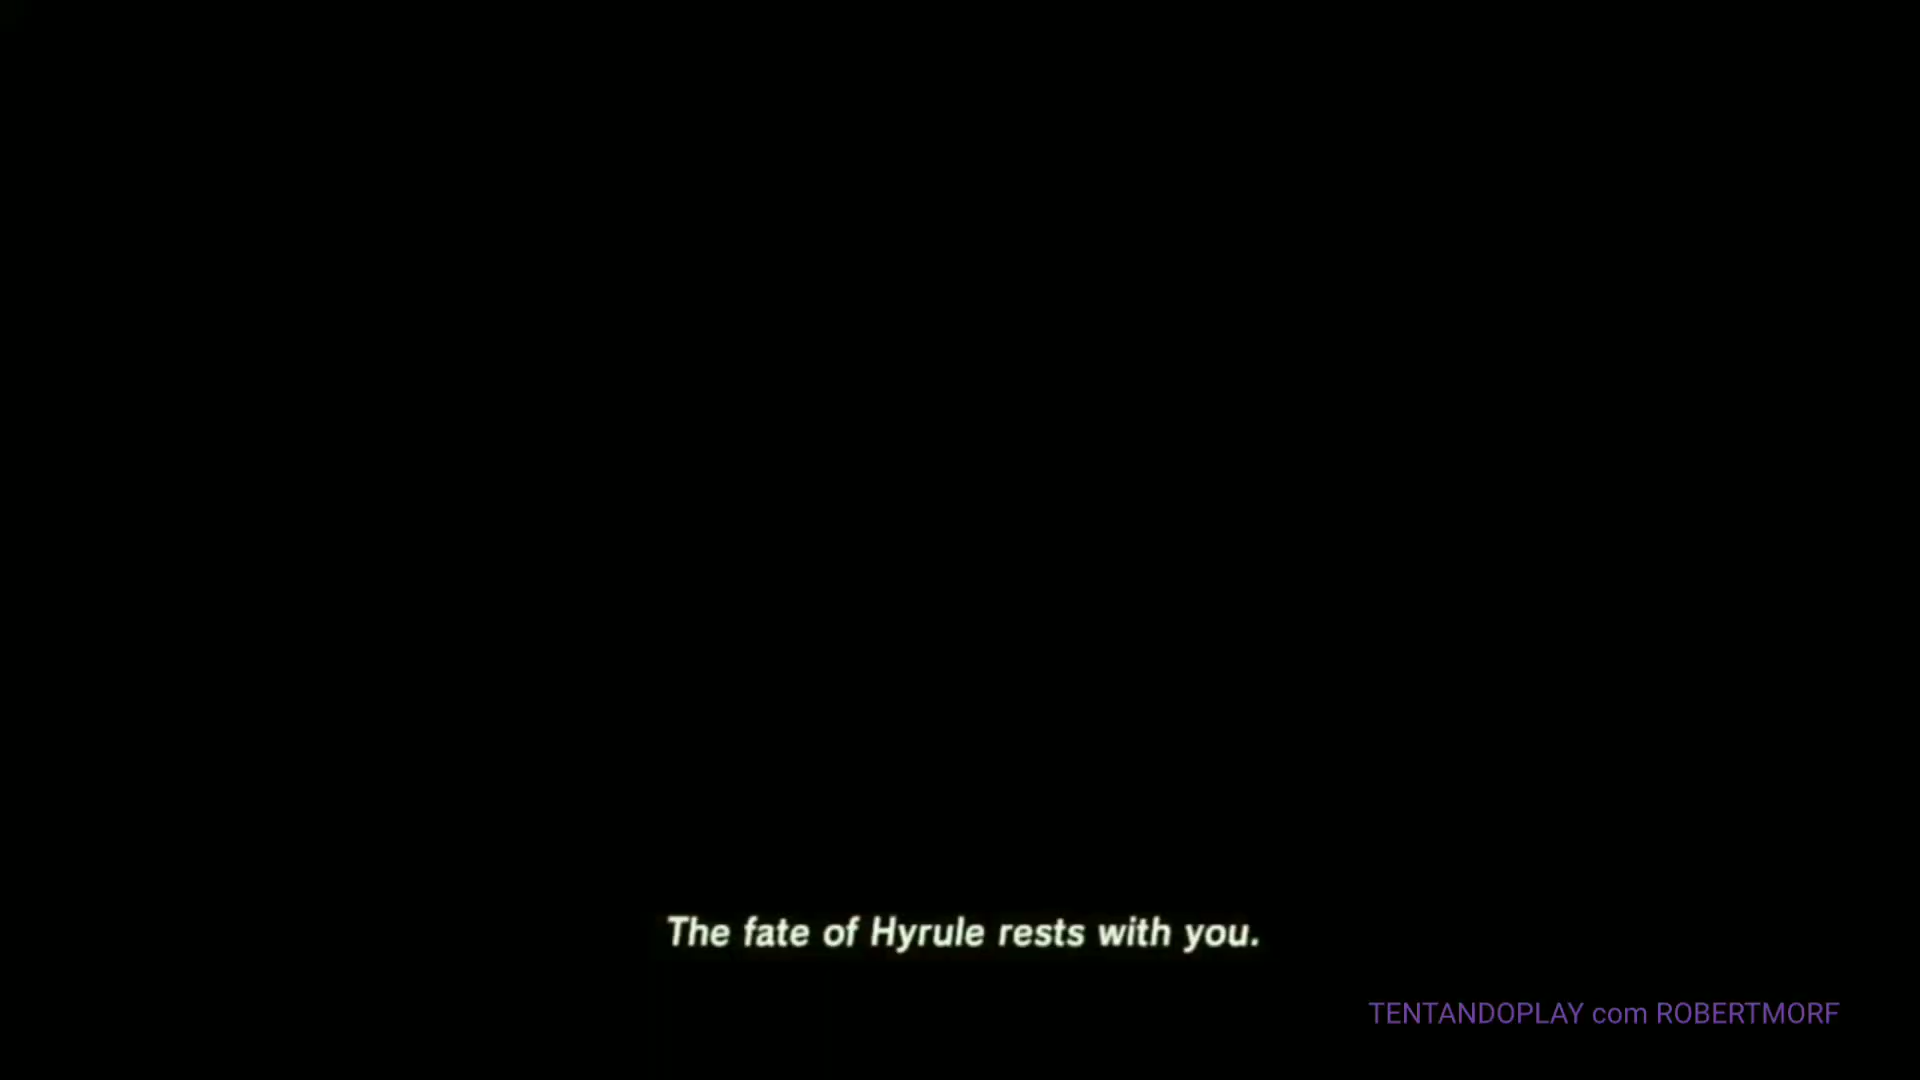 The fate of Hyrule rests with you.
TENTANDOPLAY com ROBERTMORF